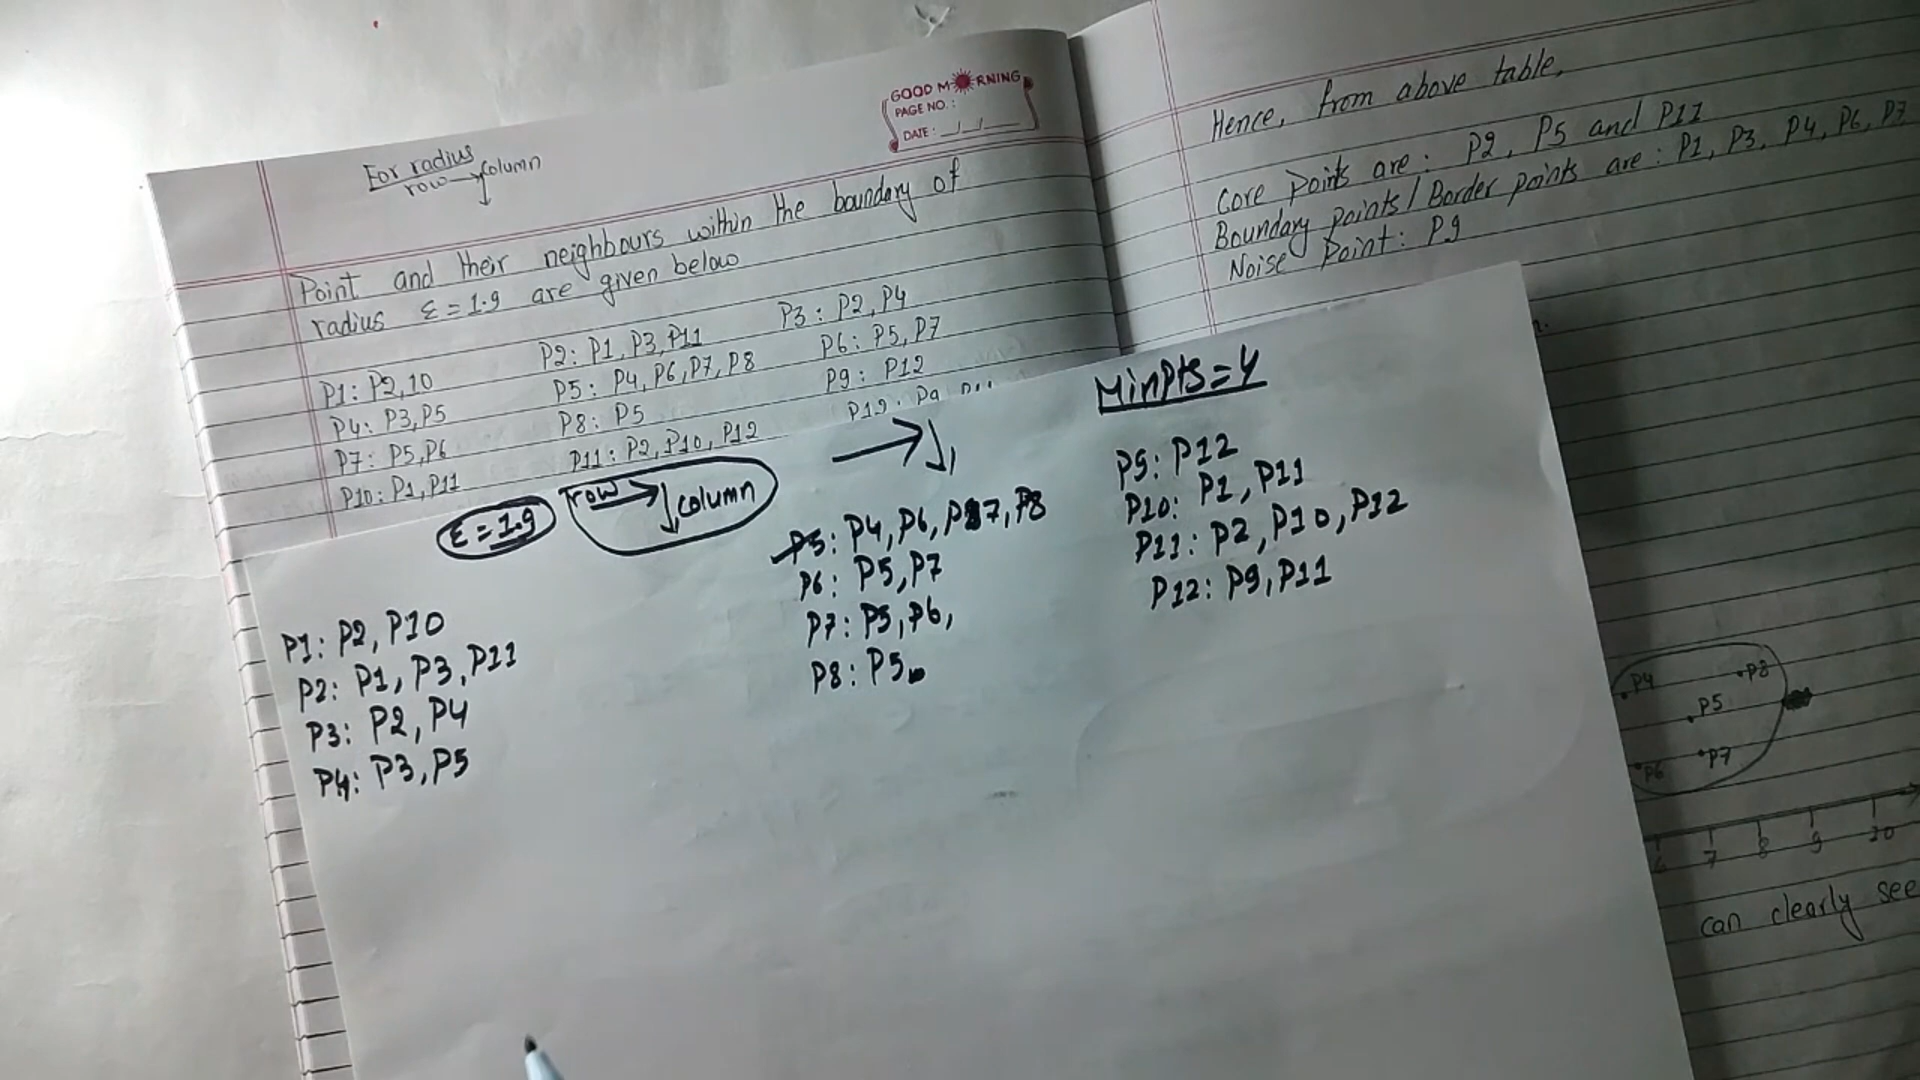 GOOD MORNING
PAGE NO.:
DATE:
For radius
row column
Point and their neighbours within the boundary of
radius ε = 1.9 are given below
P1: P2, 10 P2: P1, P3, P11 P3: P2, P4
P4: P3, P5 P5: P4, P6, P7, P8 P6: P5, P7
P7: P5, P6 P8: P5 P9: P12
P10: P1, P11 P11: P2, P10, P12
Hence, from above table,
Core points are: P2, P5 and P11
Boundary points / Border points are: P1, P3, P4, P6, P7
Noise Point: P9
ε = 1.9 row column
MinPts = 4
P1: P2, P10
P2: P1, P3, P11
P3: P2, P4
P4: P3, P5
P5: P4, P6, P7, P8
P6: P5, P7
P7: P5, P6,
P8: P5
P9: P12
P10: P1, P11
P11: P2, P10, P12
P12: P9, P11
P4 P8
P5
P6 P7
6 7 8 9 10
can clearly see